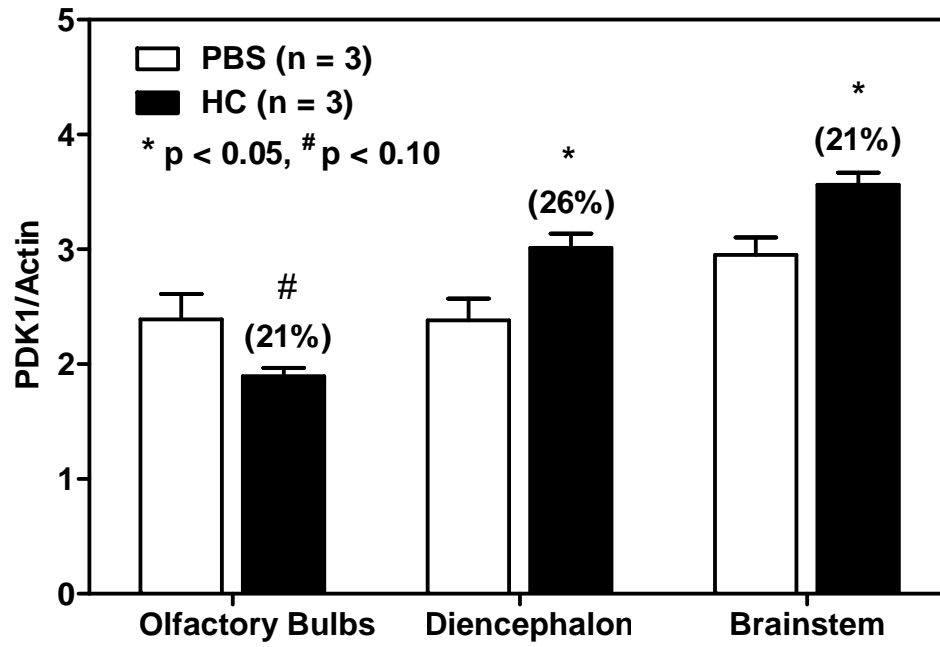 5
PBS (n = 3)
HC (n = 3)
* p < 0.05, # p < 0.10
4
3
2
1
0
PDK1/Actin
#
(21%)
*
(26%)
*
(21%)
Olfactory Bulbs
Diencephalon
Brainstem